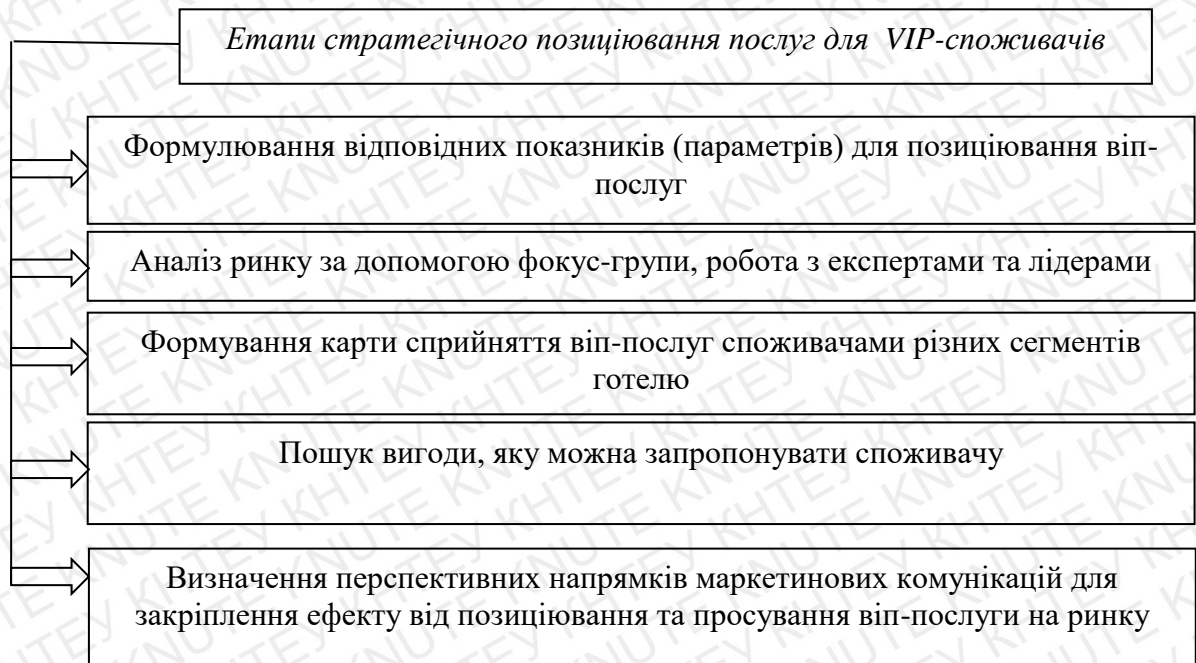 Етапи стратегічного позиціювання послуг для VIP-споживачів
Формулювання відповідних показників (параметрів) для позиціювання віп-
послуг
Аналіз ринку за допомогою фокус-групи, робота з експертами та лідерами
Формування карти сприйняття віп-послуг споживачами різних сегментів
готелю
Пошук вигоди, яку можна запропонувати споживачу
Визначення перспективних напрямків маркетинових комунікацій для
закріплення ефекту від позиціювання та просування віп-послуги на ринку